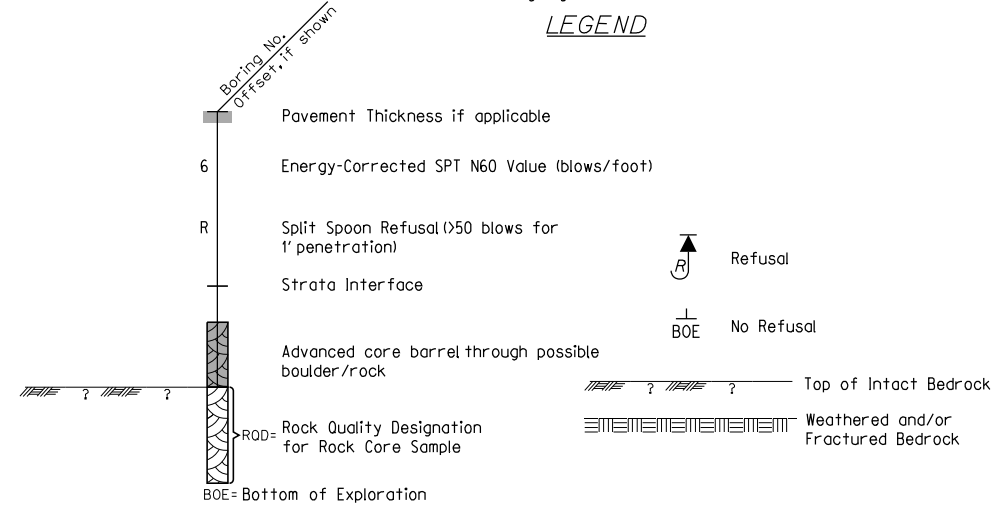 LEGEND
Boring No.
Offset, if shown
Pavement Thickness if applicable
6
Energy-Corrected SPT N60 Value (blows/foot)
R
Split Spoon Refusal (>50 blows for
1' penetration)
Strata Interface
R
Refusal
BOE
No Refusal
Advanced core barrel through possible
boulder/rock
? ?
? ?
Top of Intact Bedrock
Weathered and/or
Fractured Bedrock
RQD=
Rock Quality Designation
for Rock Core Sample
BOE= Bottom of Exploration